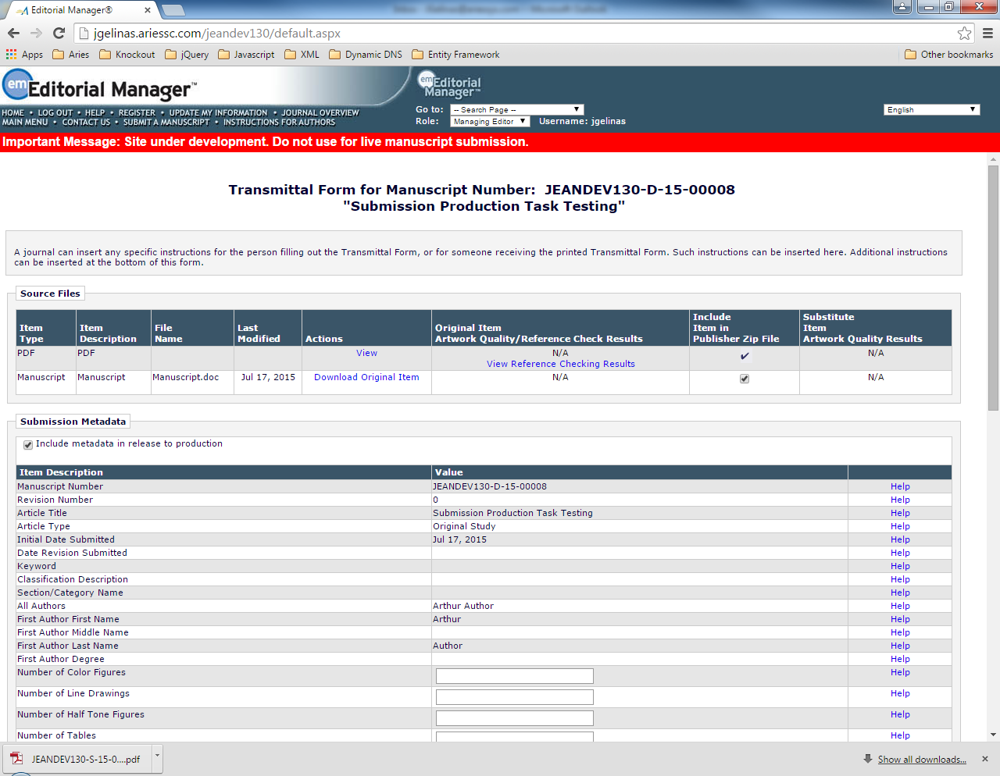 Editorial Manager®
jgelinas.ariessc.com/jeandev130/default.aspx
Apps Aries Knockout jQuery Javascript XML Dynamic DNS Entity Framework Other bookmarks
em Editorial Manager™
em Editorial Manager™
HOME • LOG OUT • HELP • REGISTER • UPDATE MY INFORMATION • JOURNAL OVERVIEW
MAIN MENU • CONTACT US • SUBMIT A MANUSCRIPT • INSTRUCTIONS FOR AUTHORS
Go to: -- Search Page -- English
Role: Managing Editor Username: jgelinas
Important Message: Site under development. Do not use for live manuscript submission.
Transmittal Form for Manuscript Number: JEANDEV130-D-15-00008
"Submission Production Task Testing"
A journal can insert any specific instructions for the person filling out the Transmittal Form, or for someone receiving the printed Transmittal Form. Such instructions can be inserted here. Additional instructions
can be inserted at the bottom of this form.
Source Files
Item Type Item Description File Name Last Modified Actions Original Item Artwork Quality/Reference Check Results Include Item in Publisher Zip File Substitute Item Artwork Quality Results
PDF PDF View N/A N/A
View Reference Checking Results
Manuscript Manuscript Manuscript.doc Jul 17, 2015 Download Original Item N/A N/A
Submission Metadata
Include metadata in release to production
Item Description Value
Manuscript Number JEANDEV130-D-15-00008 Help
Revision Number 0 Help
Article Title Submission Production Task Testing Help
Article Type Original Study Help
Initial Date Submitted Jul 17, 2015 Help
Date Revision Submitted Help
Keyword Help
Classification Description Help
Section/Category Name Help
All Authors Arthur Author Help
First Author First Name Arthur Help
First Author Middle Name Help
First Author Last Name Author Help
First Author Degree Help
Number of Color Figures Help
Number of Line Drawings Help
Number of Half Tone Figures Help
Number of Tables Help
JEANDEV130-S-15-0....pdf Show all downloads...